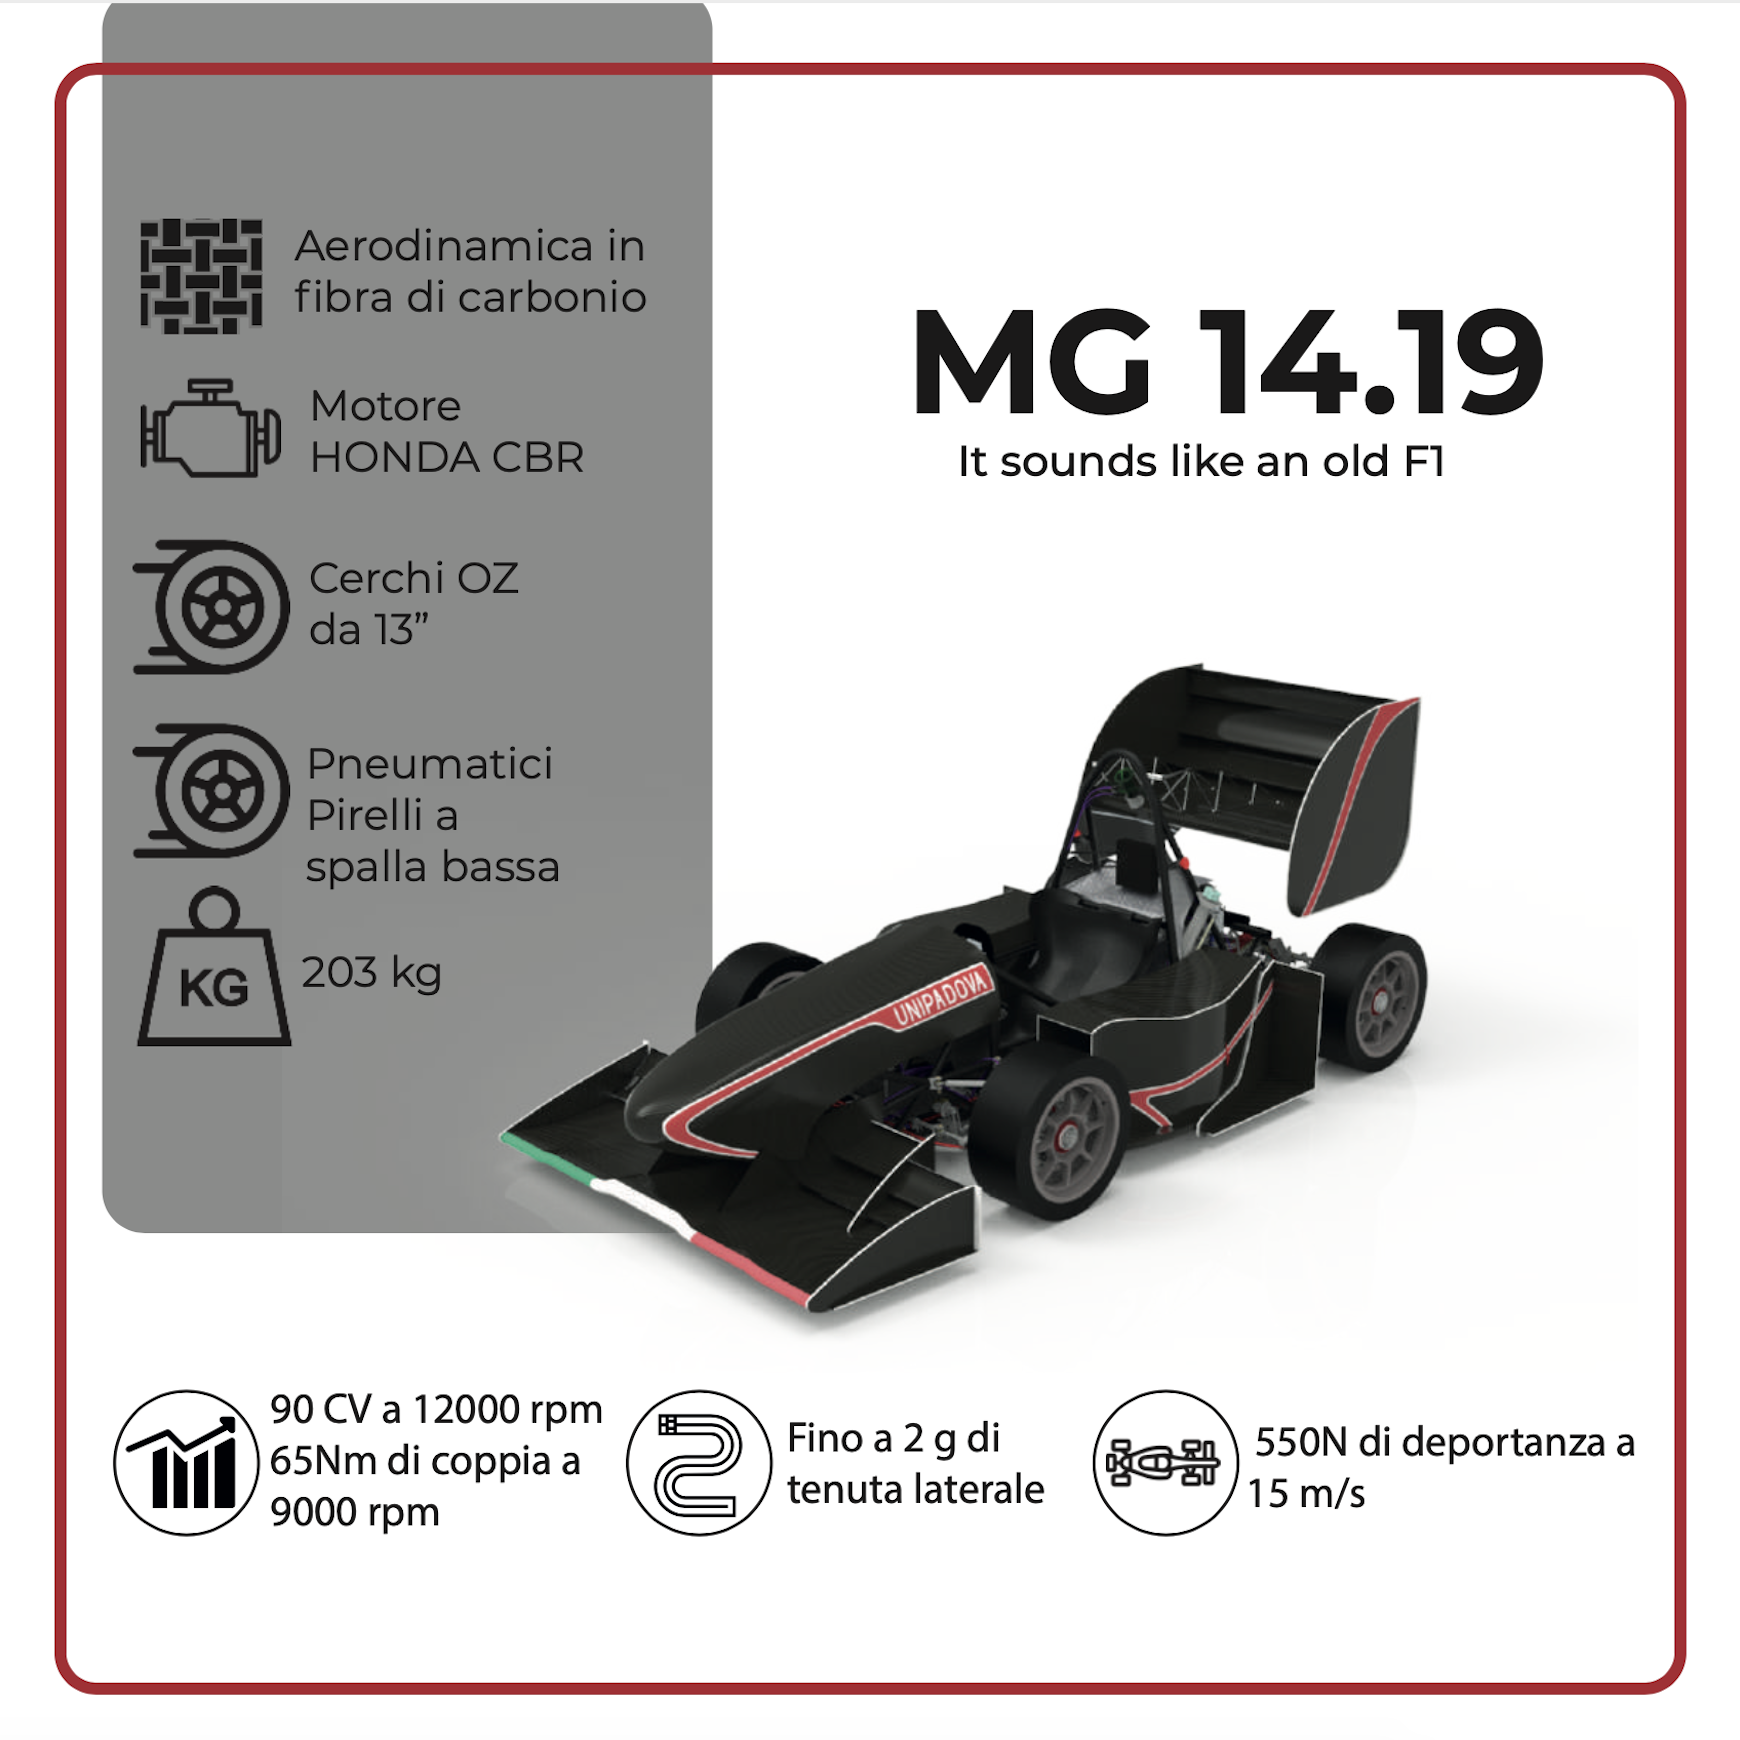 Aerodinamica in
fibra di carbonio
Motore
HONDA CBR
Cerchi OZ
da 13”
Pneumatici
Pirelli a
spalla bassa
KG
203 kg
MG 14.19
It sounds like an old F1
UNIPADOVA
90 CV a 12000 rpm
65Nm di coppia a
9000 rpm
Fino a 2 g di
tenuta laterale
550N di deportanza a
15 m/s